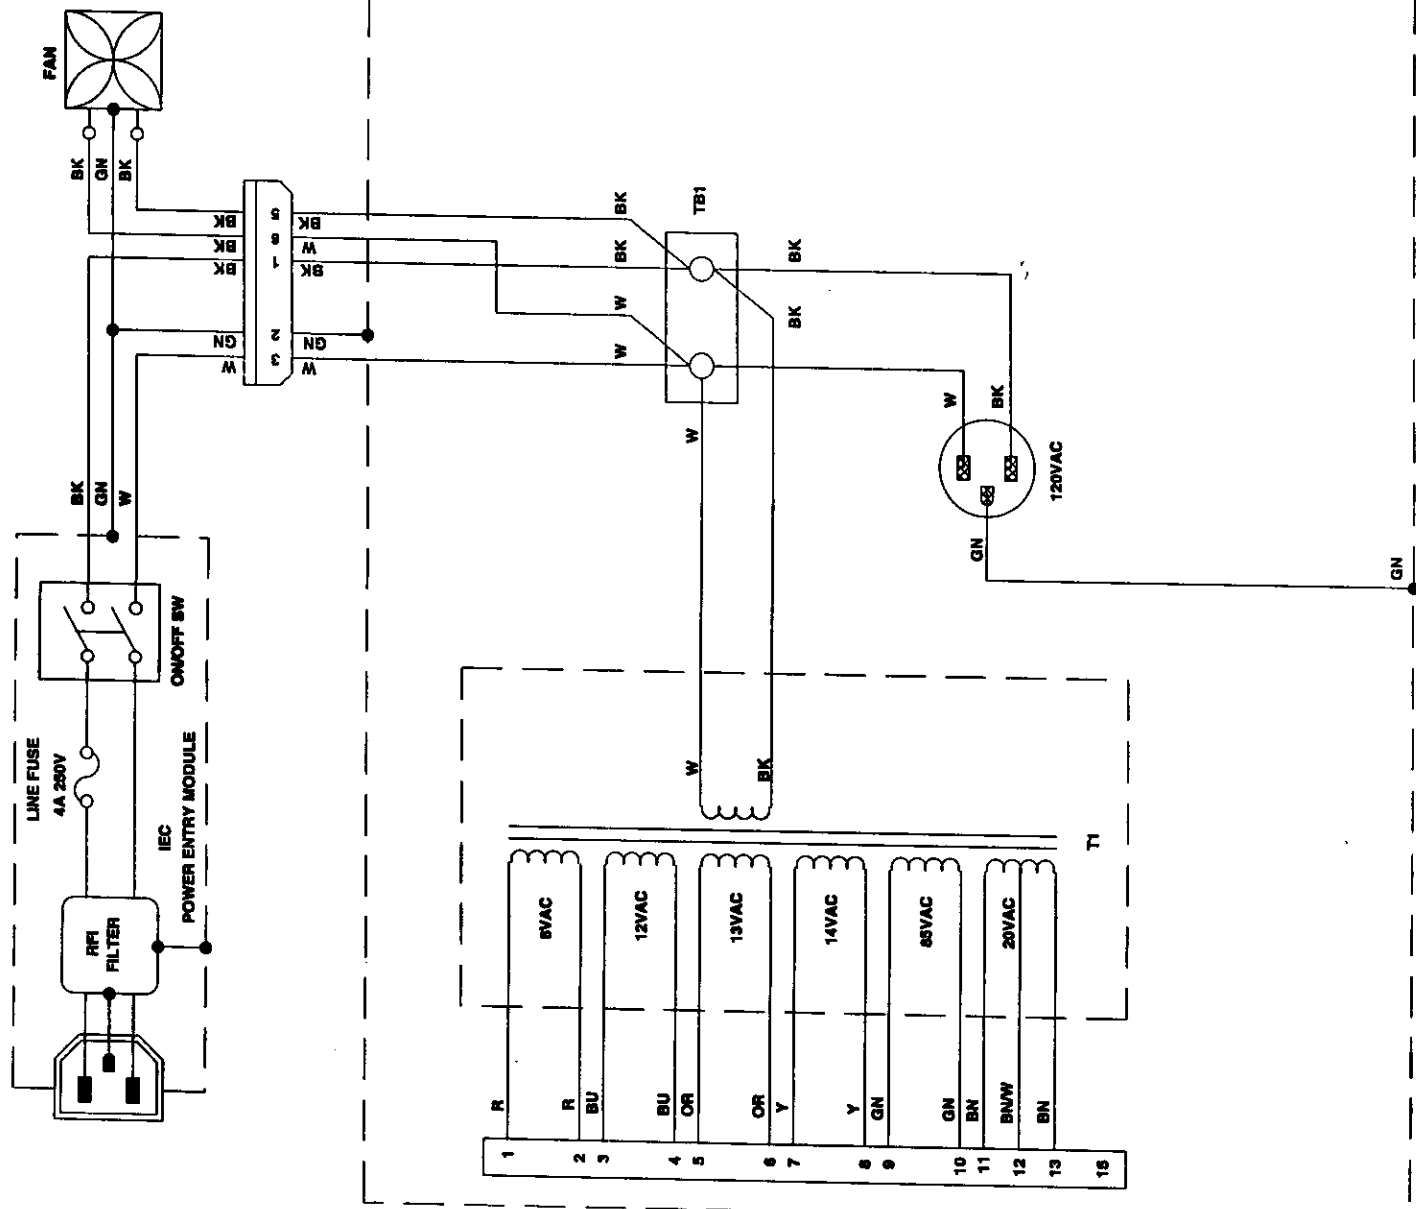 FAN
BK
GN
BK
BK
BK
BK
GN
W
5
6
1
2
3
BK
W
BK
GN
W
BK
BK
W
W
TB1
BK
BK
W
W
BK
120VAC
GN
GN
BK
GN
W
ON/OFF SW
LINE FUSE
4A 250V
IEC
POWER ENTRY MODULE
RFI
FILTER
W
BK
T1
12VAC
13VAC
14VAC
85VAC
20VAC
R
R
BU
BU
OR
OR
Y
Y
GN
GN
BN
BN/W
BN
1
2
3
4
5
6
7
8
9
10
11
12
13
15